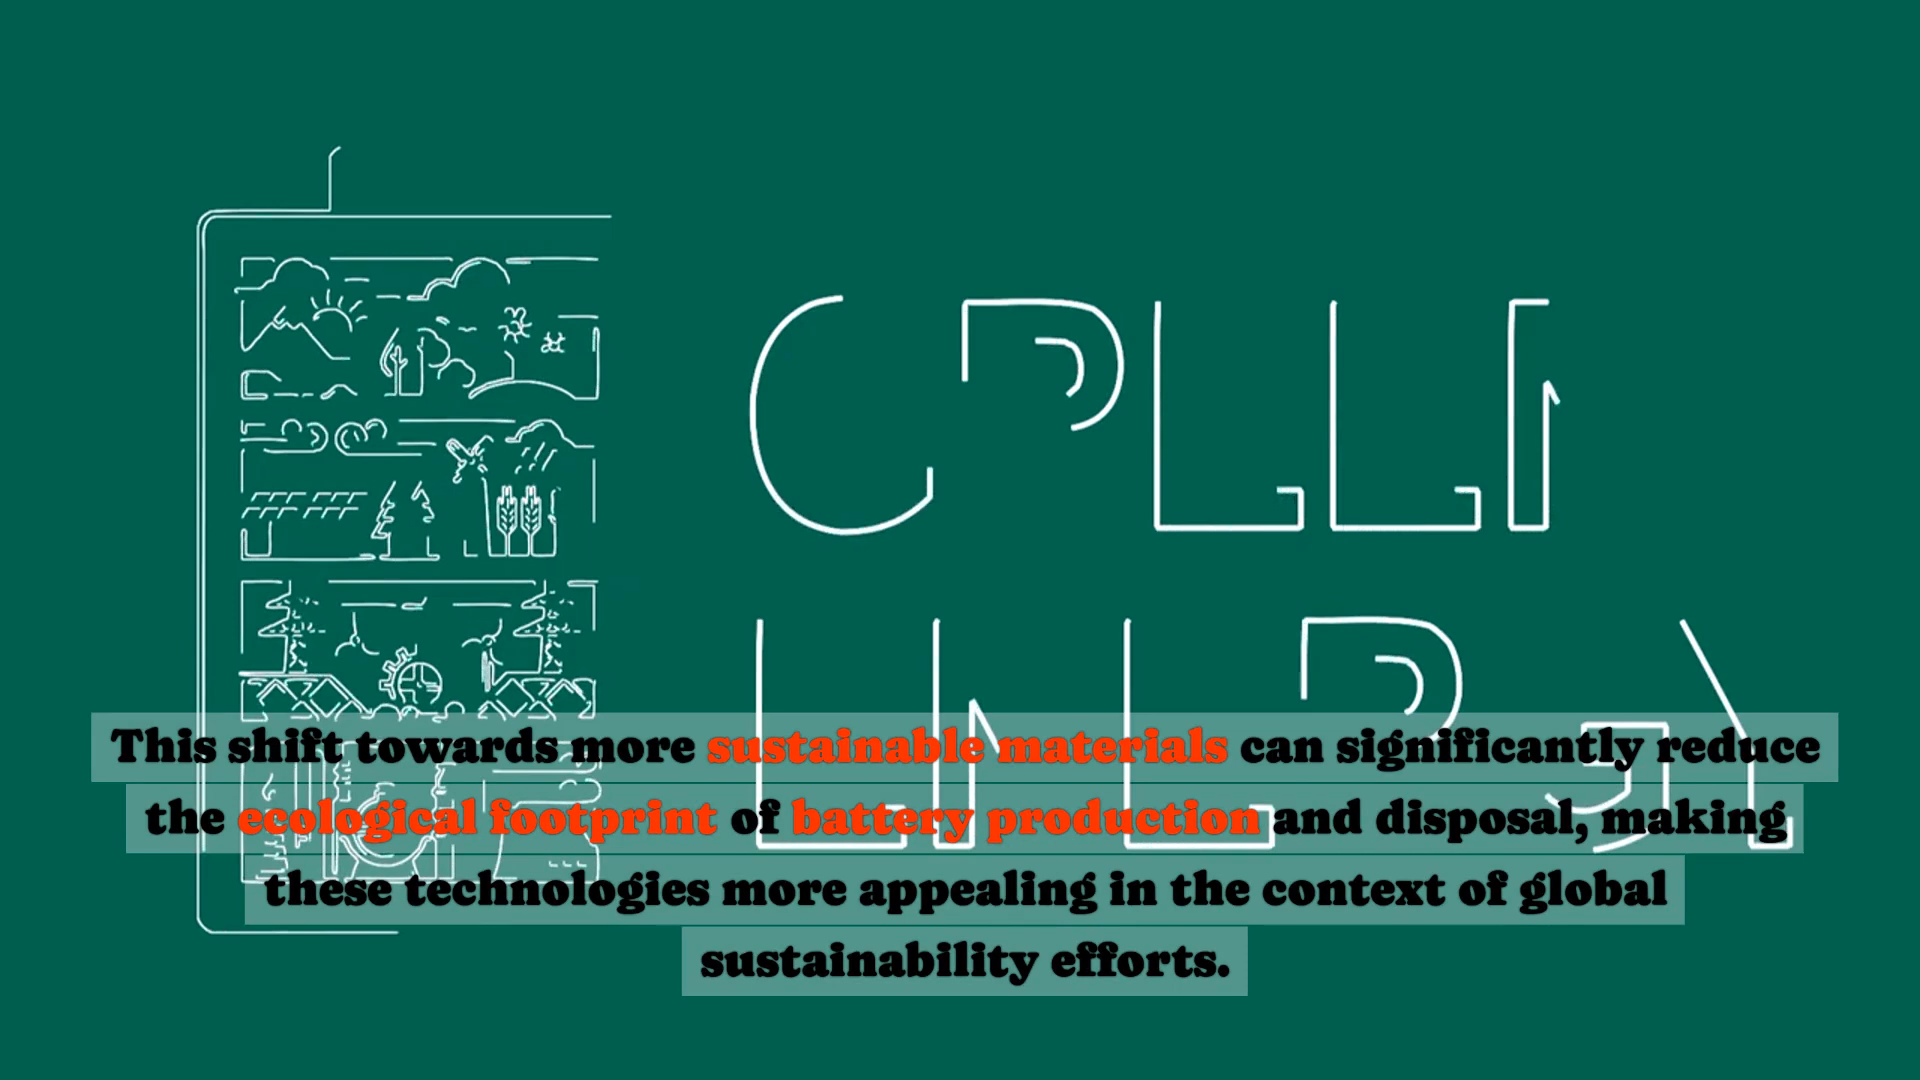 This shift towards more sustainable materials can significantly reduce
the ecological footprint of battery production and disposal, making
these technologies more appealing in the context of global
sustainability efforts.